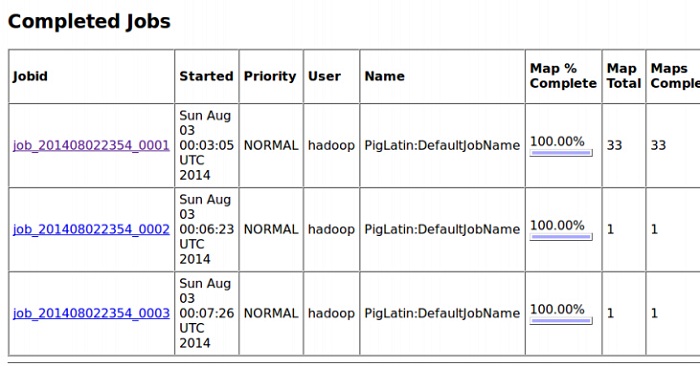 Completed Jobs
Jobid Started Priority User Name Map % Complete Map Total Maps
job_201408022354_0001 Sun Aug 03 00:03:05 UTC 2014 NORMAL hadoop PigLatin:DefaultJobName 100.00% 33 33
job_201408022354_0002 Sun Aug 03 00:06:23 UTC 2014 NORMAL hadoop PigLatin:DefaultJobName 100.00% 1 1
job_201408022354_0003 Sun Aug 03 00:07:26 UTC 2014 NORMAL hadoop PigLatin:DefaultJobName 100.00% 1 1